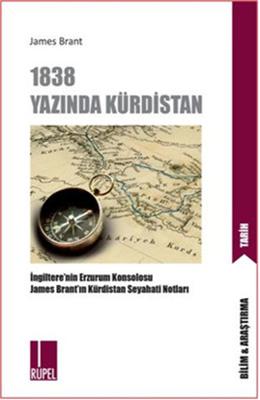 James Brant
1838
YAZINDA KÜRDİSTAN
İngiltere'nin Erzurum Konsolosu
James Brant'ın Kürdistan Seyahati Notları
RUPEL
TARİH
BİLİM & ARAŞTIRMA